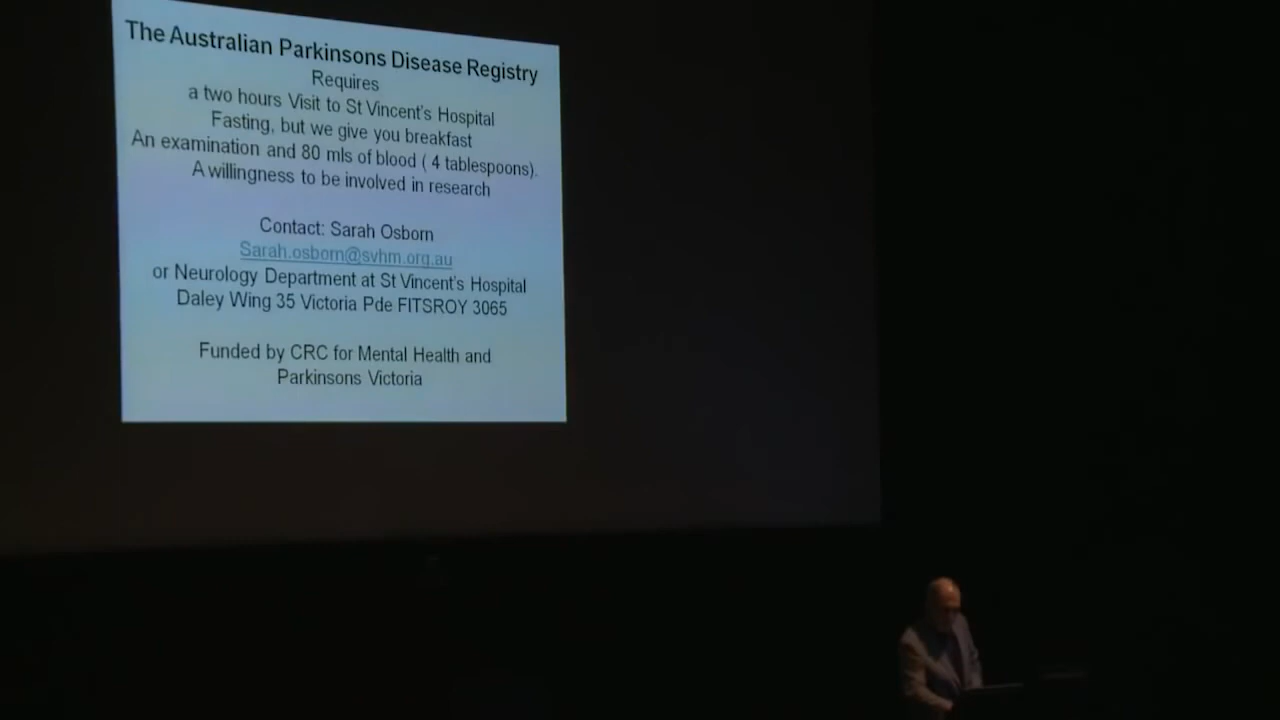 The Australian Parkinsons Disease Registry
Requires
a two hours Visit to St Vincent's Hospital
Fasting, but we give you breakfast
An examination and 80 mls of blood ( 4 tablespoons).
A willingness to be involved in research
Contact: Sarah Osborn
Sarah.osborn@svhm.org.au
or Neurology Department at St Vincent's Hospital
Daley Wing 35 Victoria Pde FITSROY 3065
Funded by CRC for Mental Health and
Parkinsons Victoria